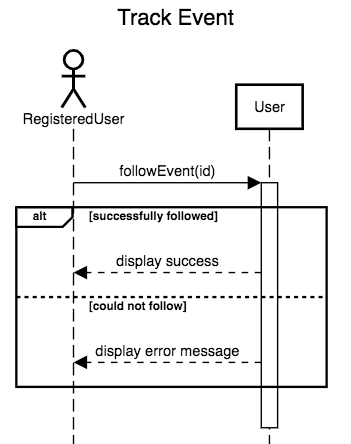 Track Event
RegisteredUser
User
followEvent(id)
alt
[successfully followed]
display success
[could not follow]
display error message